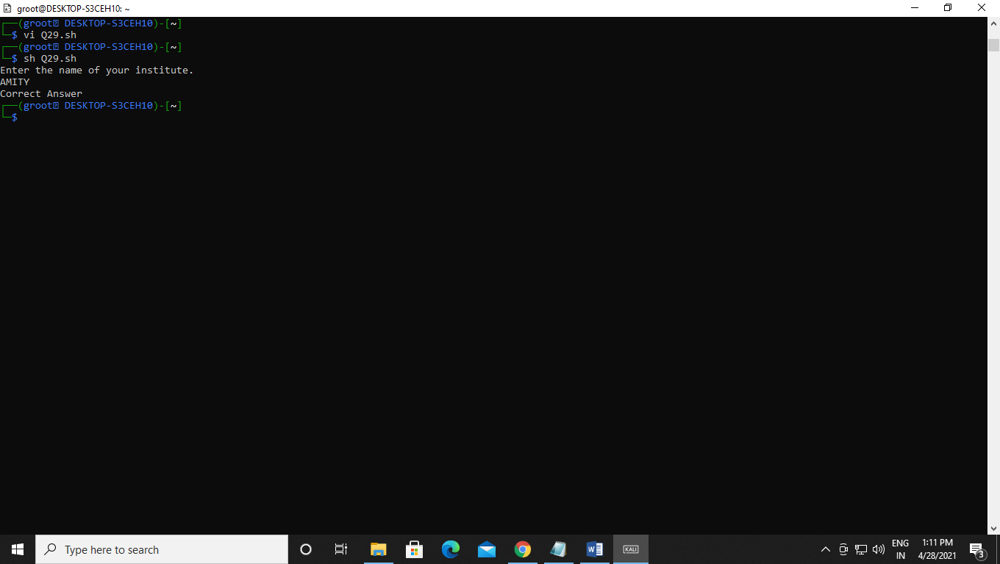 groot@DESKTOP-S3CEH10: ~
┌──(groot DESKTOP-S3CEH10)-[~]
└─$ vi Q29.sh
┌──(groot DESKTOP-S3CEH10)-[~]
└─$ sh Q29.sh
Enter the name of your institute.
AMITY
Correct Answer
┌──(groot DESKTOP-S3CEH10)-[~]
└─$
Type here to search
W
KALI
ENG
IN
1:11 PM
4/28/2021
3